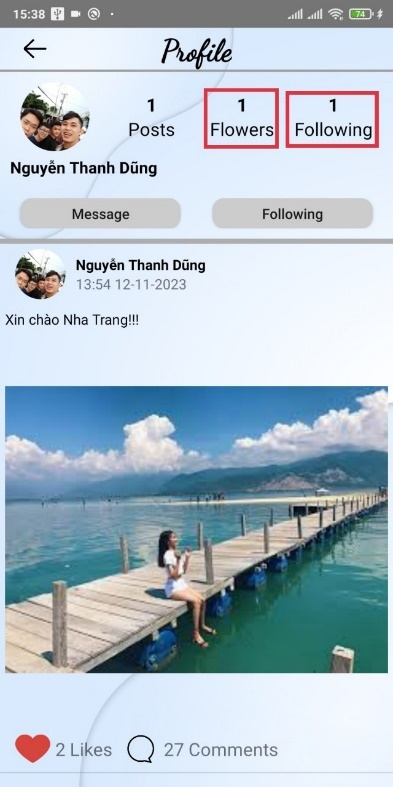 15:38
74
Profile
1
Posts
1
Flowers
1
Following
Nguyễn Thanh Dũng
Message
Following
Nguyễn Thanh Dũng
13:54 12-11-2023
Xin chào Nha Trang!!!
2 Likes
27 Comments